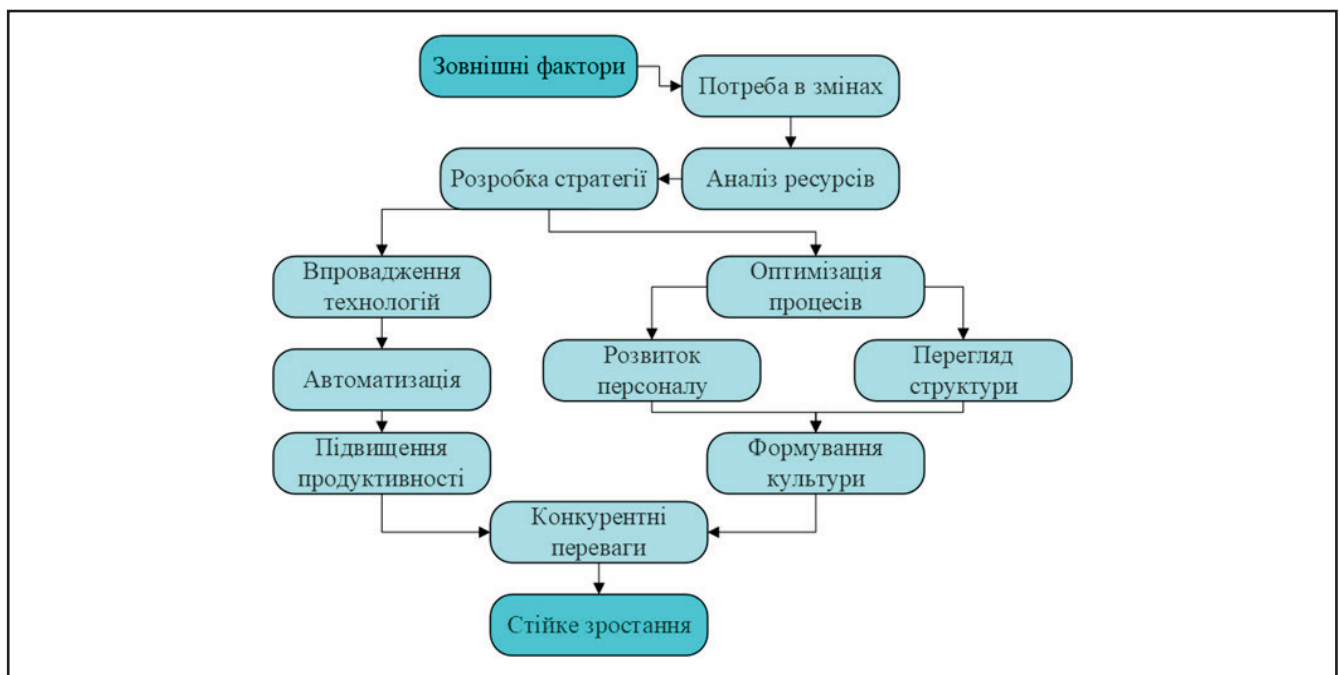 Зовнішні фактори
Потреба в змінах
Розробка стратегії
Аналіз ресурсів
Впровадження
технологій
Оптимізація
процесів
Автоматизація
Розвиток
персоналу
Перегляд
структури
Підвищення
продуктивності
Формування
культури
Конкурентні
переваги
Стійке зростання